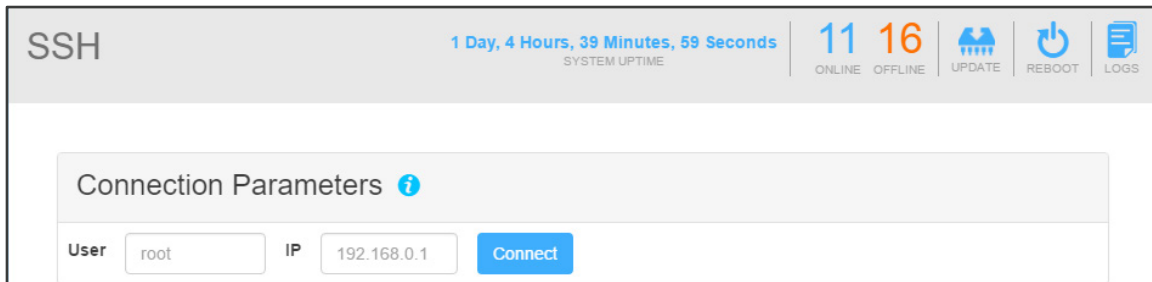 SSH
1 Day, 4 Hours, 39 Minutes, 59 Seconds
SYSTEM UPTIME
11 16
ONLINE OFFLINE
UPDATE
REBOOT
LOGS
Connection Parameters i
User root IP 192.168.0.1 Connect